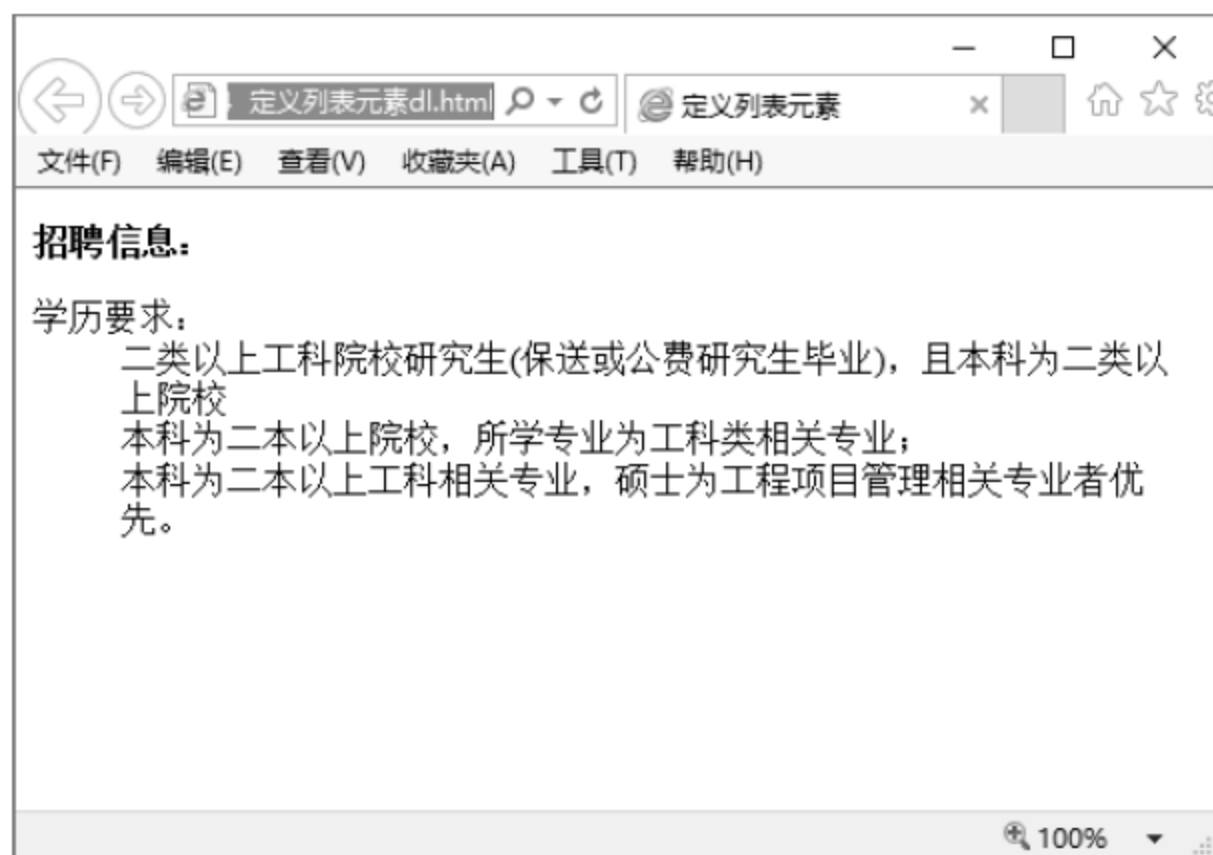 定义列表元素dl.html
定义列表元素
文件(F) 编辑(E) 查看(V) 收藏夹(A) 工具(T) 帮助(H)
招聘信息：
学历要求：
二类以上工科院校研究生(保送或公费研究生毕业)，且本科为二类以
上院校
本科为二本以上院校，所学专业为工科类相关专业；
本科为二本以上工科相关专业，硕士为工程项目管理相关专业者优
先。
100%